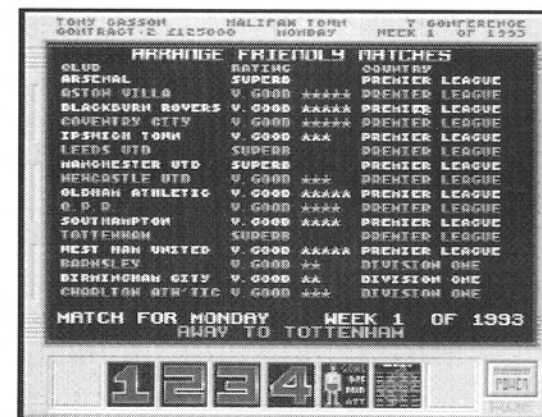 TONY GASSON HALIFAX TOWN 7 CONFERENCE
CONTRACT: 2 £125000 MONDAY WEEK 1 OF 1993
ARRANGE FRIENDLY MATCHES
CLUB RATING COUNTRY
ARSENAL SUPERB PREMIER LEAGUE
ASTON VILLA V. GOOD ★★★★★ PREMIER LEAGUE
BLACKBURN ROVERS V. GOOD ★★★★★ PREMIER LEAGUE
COVENTRY CITY V. GOOD ★★★★★ PREMIER LEAGUE
IPSWICH TOWN V. GOOD ★★★ PREMIER LEAGUE
LEEDS UTD SUPERB PREMIER LEAGUE
MANCHESTER UTD SUPERB PREMIER LEAGUE
NEWCASTLE UTD V. GOOD ★★★ PREMIER LEAGUE
OLDHAM ATHLETIC V. GOOD ★★★★★ PREMIER LEAGUE
Q.P.R V. GOOD ★★★★ PREMIER LEAGUE
SOUTHAMPTON V. GOOD ★★★★ PREMIER LEAGUE
TOTTENHAM SUPERB PREMIER LEAGUE
WEST HAM UNITED V. GOOD ★★★★★ PREMIER LEAGUE
BARNSLEY V. GOOD ★★ DIVISION ONE
BIRMINGHAM CITY V. GOOD ★★ DIVISION ONE
CHARLTON ATH'TIC V. GOOD ★★★ DIVISION ONE
MATCH FOR MONDAY WEEK 1 OF 1993
AWAY TO TOTTENHAM
1 2 3 4
POWER